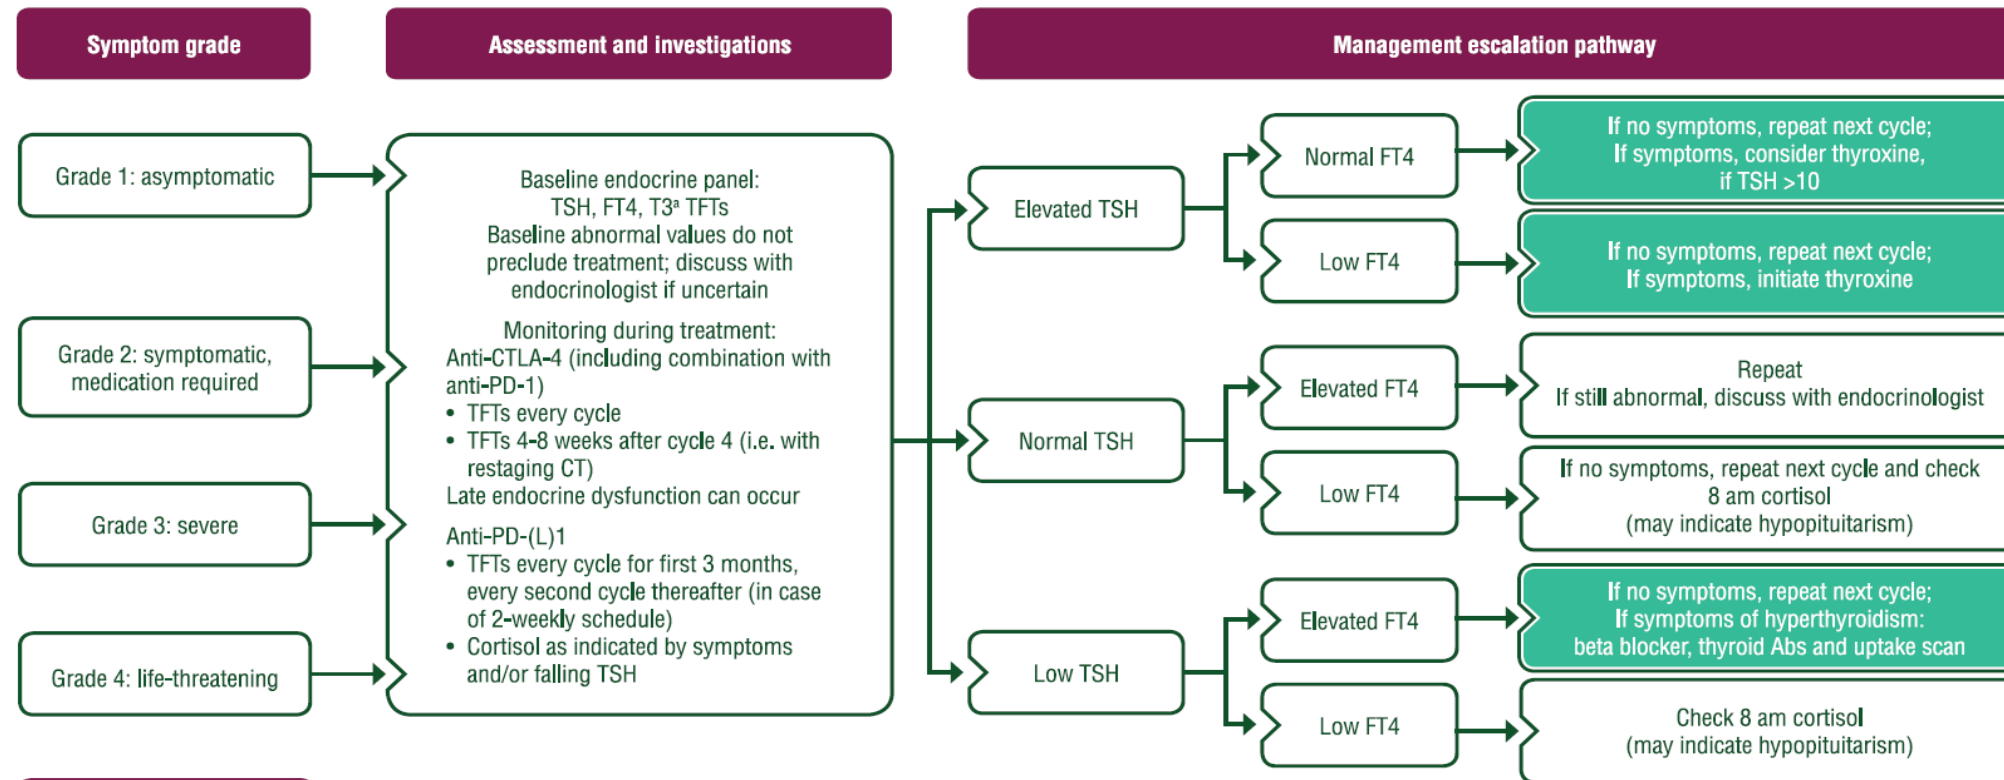 Symptom grade
Assessment and investigations
Management escalation pathway
Grade 1: asymptomatic
Grade 2: symptomatic,
medication required
Grade 3: severe
Grade 4: life-threatening
Baseline endocrine panel:
TSH, FT4, T3ª TFTs
Baseline abnormal values do not
preclude treatment; discuss with
endocrinologist if uncertain
Monitoring during treatment:
Anti-CTLA-4 (including combination with
anti-PD-1)
• TFTs every cycle
• TFTs 4-8 weeks after cycle 4 (i.e. with
• restaging CT)
Late endocrine dysfunction can occur
Anti-PD-(L)1
• TFTs every cycle for first 3 months,
every second cycle thereafter (in case
of 2-weekly schedule)
• Cortisol as indicated by symptoms
and/or falling TSH
Elevated TSH
Normal FT4
If no symptoms, repeat next cycle;
If symptoms, consider thyroxine,
if TSH >10
Low FT4
If no symptoms, repeat next cycle;
If symptoms, initiate thyroxine
Normal TSH
Elevated FT4
Repeat
If still abnormal, discuss with endocrinologist
Low FT4
If no symptoms, repeat next cycle and check
8 am cortisol
(may indicate hypopituitarism)
Low TSH
Elevated FT4
If no symptoms, repeat next cycle;
If symptoms of hyperthyroidism:
beta blocker, thyroid Abs and uptake scan
Low FT4
Check 8 am cortisol
(may indicate hypopituitarism)